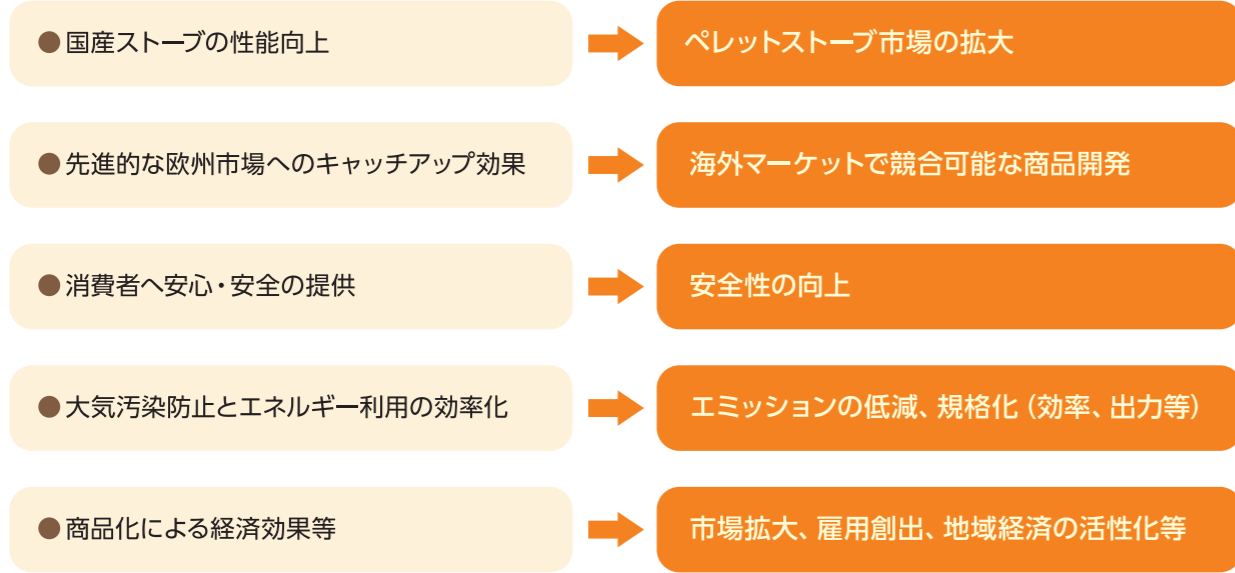 ●国産ストーブの性能向上
ペレットストーブ市場の拡大
●先進的な欧州市場へのキャッチアップ効果
海外マーケットで競合可能な商品開発
●消費者へ安心・安全の提供
安全性の向上
●大気汚染防止とエネルギー利用の効率化
エミッションの低減、規格化（効率、出力等）
●商品化による経済効果等
市場拡大、雇用創出、地域経済の活性化等